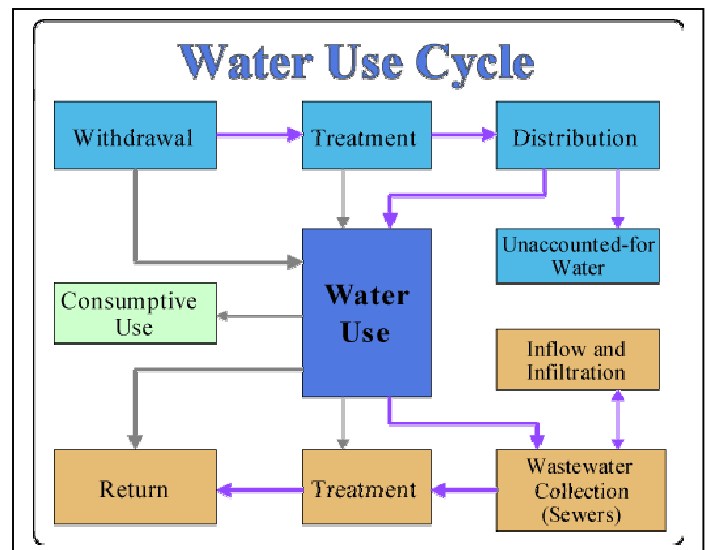 Water Use Cycle
Withdrawal
Treatment
Distribution
Unaccounted-for
Water
Water
Use
Consumptive
Use
Inflow and
Infiltration
Return
Treatment
Wastewater
Collection
(Sewers)